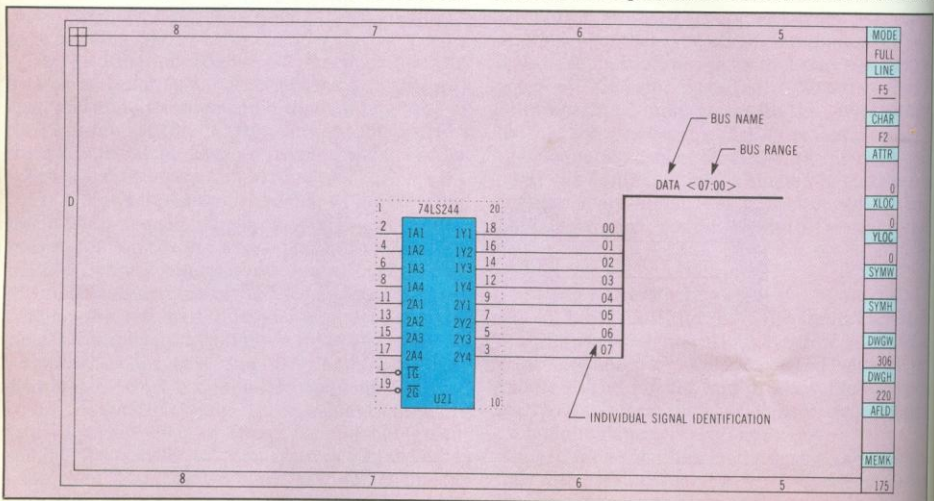 8 7 6 5
MODE
FULL
LINE
F5
CHAR
F2
ATTR
0
XLOC
0
YLOC
0
SYMW
SYMH
DWGW
306
DWGH
220
AFLD
MEMK
175
D
BUS NAME
BUS RANGE
DATA <07:00>
1 74LS244 20
2 1A1 1Y1 18 00
4 1A2 1Y2 16 01
6 1A3 1Y3 14 02
8 1A4 1Y4 12 03
11 2A1 2Y1 9 04
13 2A2 2Y2 7 05
15 2A3 2Y3 5 06
17 2A4 2Y4 3 07
1 1G
19 2G
U21 10
INDIVIDUAL SIGNAL IDENTIFICATION
8 7 6 5